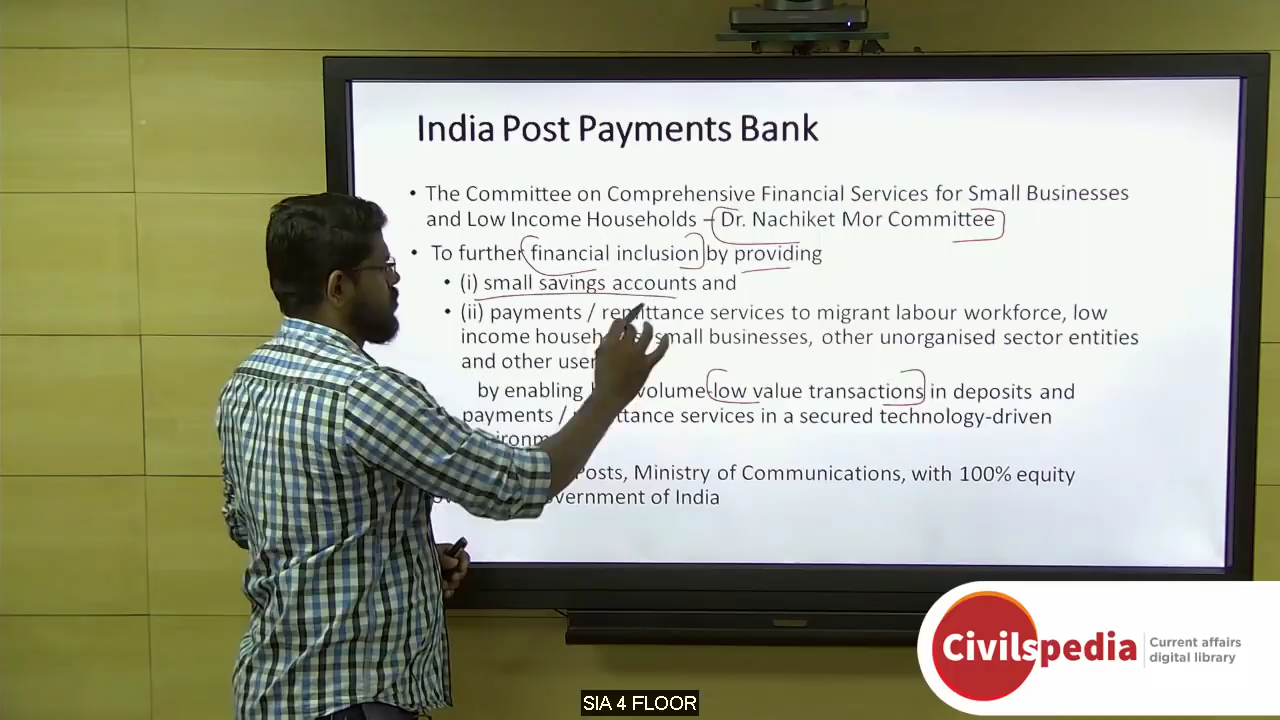 India Post Payments Bank
• The Committee on Comprehensive Financial Services for Small Businesses
and Low Income Households – Dr. Nachiket Mor Committee
• To further financial inclusion by providing
• (i) small savings accounts and
• (ii) payments / remittance services to migrant labour workforce, low
income small businesses, other unorganised sector entities
and other
by enabling volume-low value transactions in deposits and
payments / services in a secured technology-driven
Posts, Ministry of Communications, with 100% equity
of India
Civilspedia
Current affairs
digital library
SIA 4 FLOOR